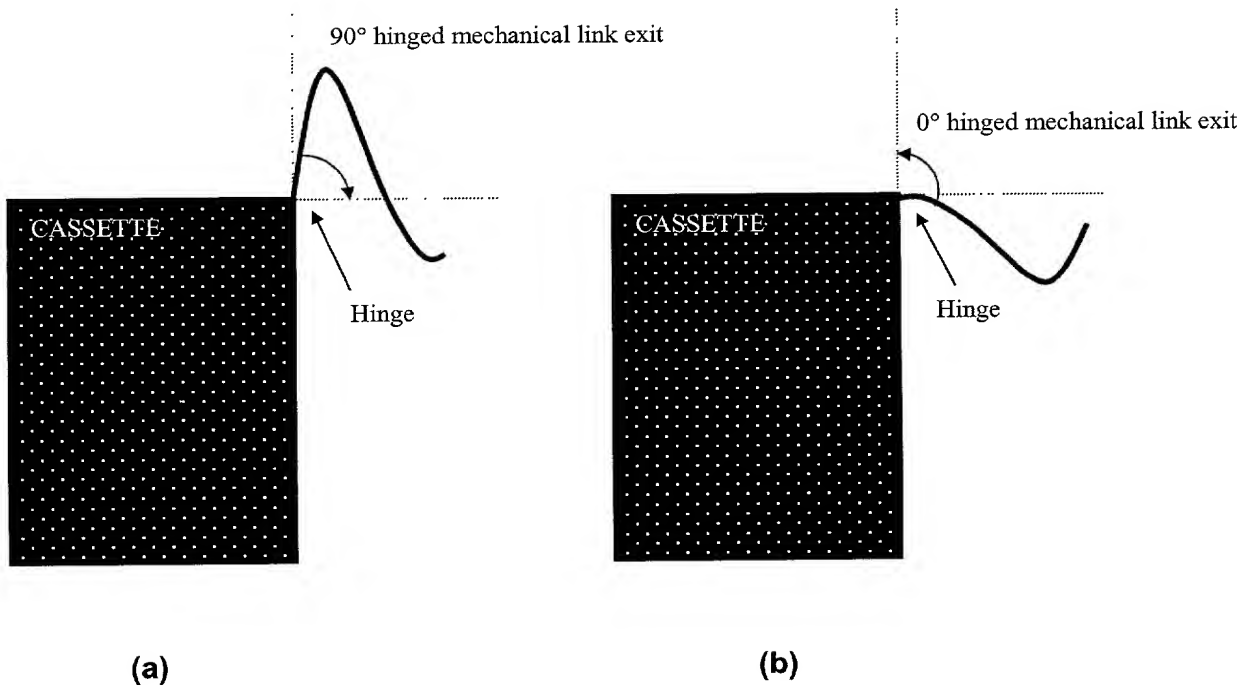 90° hinged mechanical link exit
0° hinged mechanical link exit
CASSETTE
CASSETTE
Hinge
Hinge
(a)
(b)